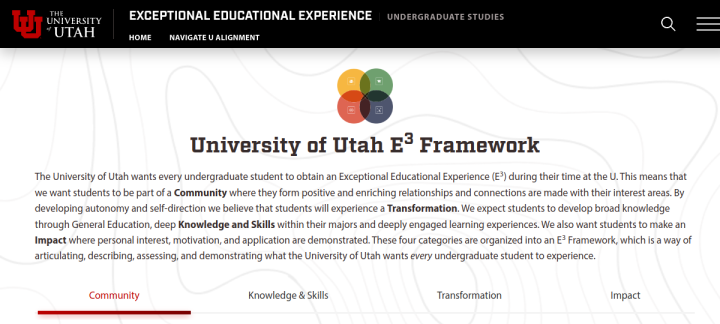 THE UNIVERSITY of UTAH
EXCEPTIONAL EDUCATIONAL EXPERIENCE UNDERGRADUATE STUDIES
HOME NAVIGATE U ALIGNMENT
University of Utah E³ Framework
The University of Utah wants every undergraduate student to obtain an Exceptional Educational Experience (E³) during their time at the U. This means that
we want students to be part of a Community where they form positive and enriching relationships and connections are made with their interest areas. By
developing autonomy and self-direction we believe that students will experience a Transformation. We expect students to develop broad knowledge
through General Education, deep Knowledge and Skills within their majors and deeply engaged learning experiences. We also want students to make an
Impact where personal interest, motivation, and application are demonstrated. These four categories are organized into an E³ Framework, which is a way of
articulating, describing, assessing, and demonstrating what the University of Utah wants every undergraduate student to experience.
Community Knowledge & Skills Transformation Impact